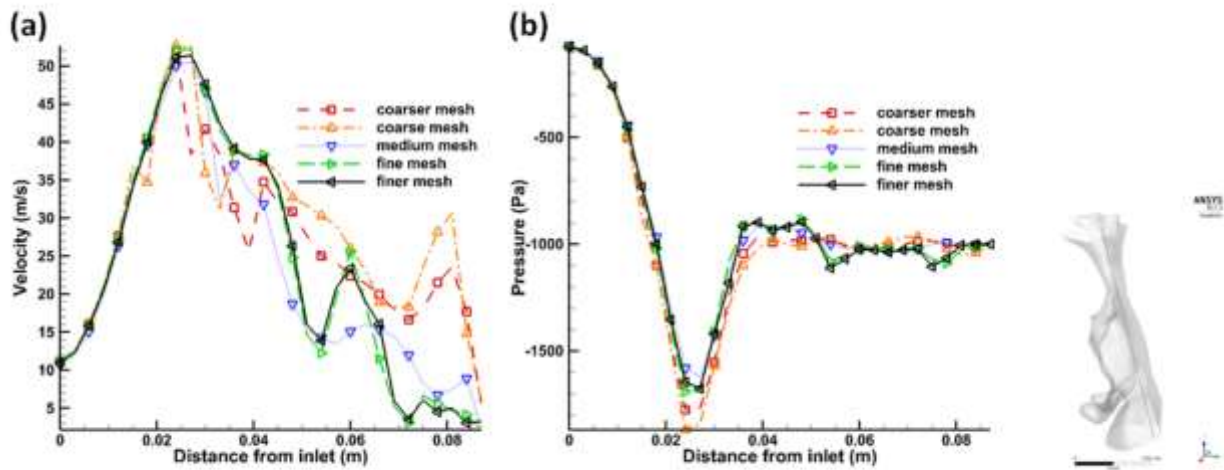 (a)
50
45
40
35
30
25
20
15
10
5
Velocity (m/s)
coarser mesh
coarse mesh
medium mesh
fine mesh
finer mesh
0 0.02 0.04 0.06 0.08
Distance from inlet (m)
(b)
-500
-1000
-1500
Pressure (Pa)
coarser mesh
coarse mesh
medium mesh
fine mesh
finer mesh
0 0.02 0.04 0.06 0.08
Distance from inlet (m)
ANSYS